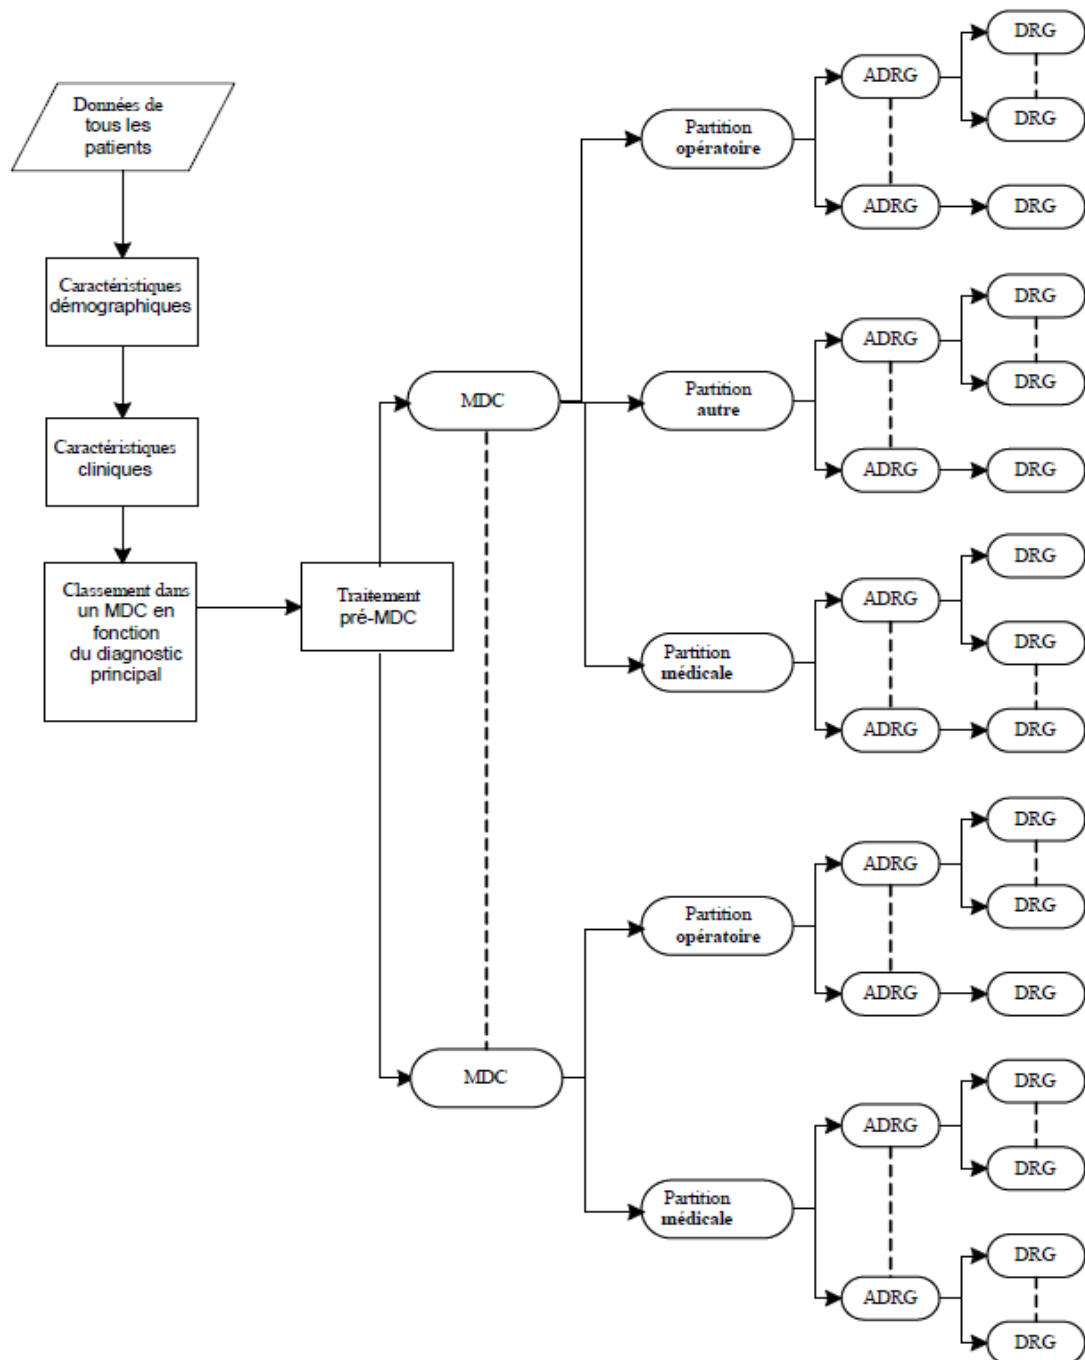 Données de
tous les
patients
Caractéristiques
démographiques
Caractéristiques
cliniques
Classement dans
un MDC en
fonction
du diagnostic
principal
Traitement
pré-MDC
MDC
MDC
Partition
opératoire
ADRG
DRG
DRG
ADRG
DRG
Partition
autre
ADRG
DRG
DRG
ADRG
DRG
Partition
médicale
ADRG
DRG
DRG
ADRG
DRG
Partition
opératoire
ADRG
DRG
DRG
ADRG
DRG
Partition
médicale
ADRG
DRG
DRG
ADRG
DRG
DRG